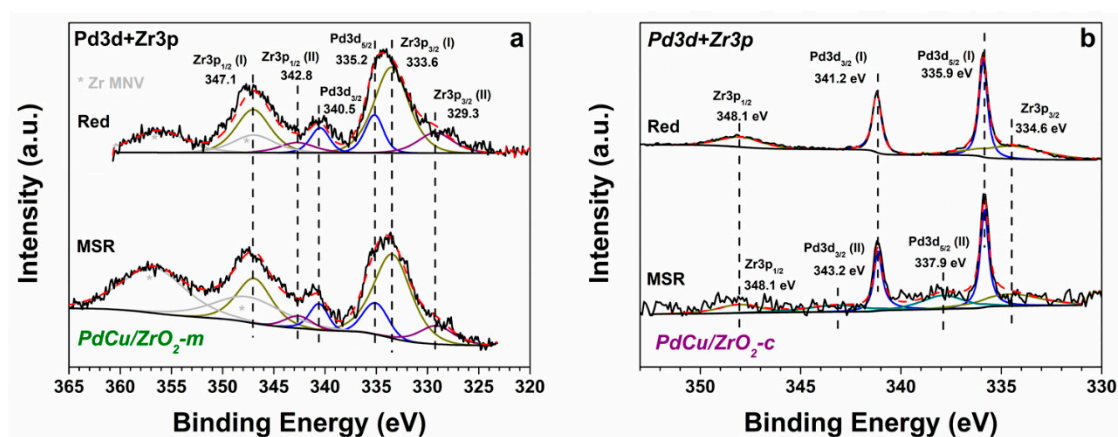 Pd3d+Zr3p
a
* Zr MNV
Zr3p1/2 (I)
347.1
Zr3p1/2 (II)
342.8
Pd3d3/2
340.5
Pd3d5/2
335.2
Zr3p3/2 (I)
333.6
Zr3p3/2 (II)
329.3
Red
*
*
MSR
*
*
PdCu/ZrO2-m
Intensity (a.u.)
365 360 355 350 345 340 335 330 325 320
Binding Energy (eV)
Pd3d+Zr3p
b
Zr3p1/2
348.1 eV
Pd3d3/2 (I)
341.2 eV
Pd3d5/2 (I)
335.9 eV
Zr3p3/2
334.6 eV
Red
MSR
Zr3p1/2
348.1 eV
Pd3d3/2 (II)
343.2 eV
Pd3d5/2 (II)
337.9 eV
PdCu/ZrO2-c
Intensity (a.u.)
350 345 340 335 330
Binding Energy (eV)